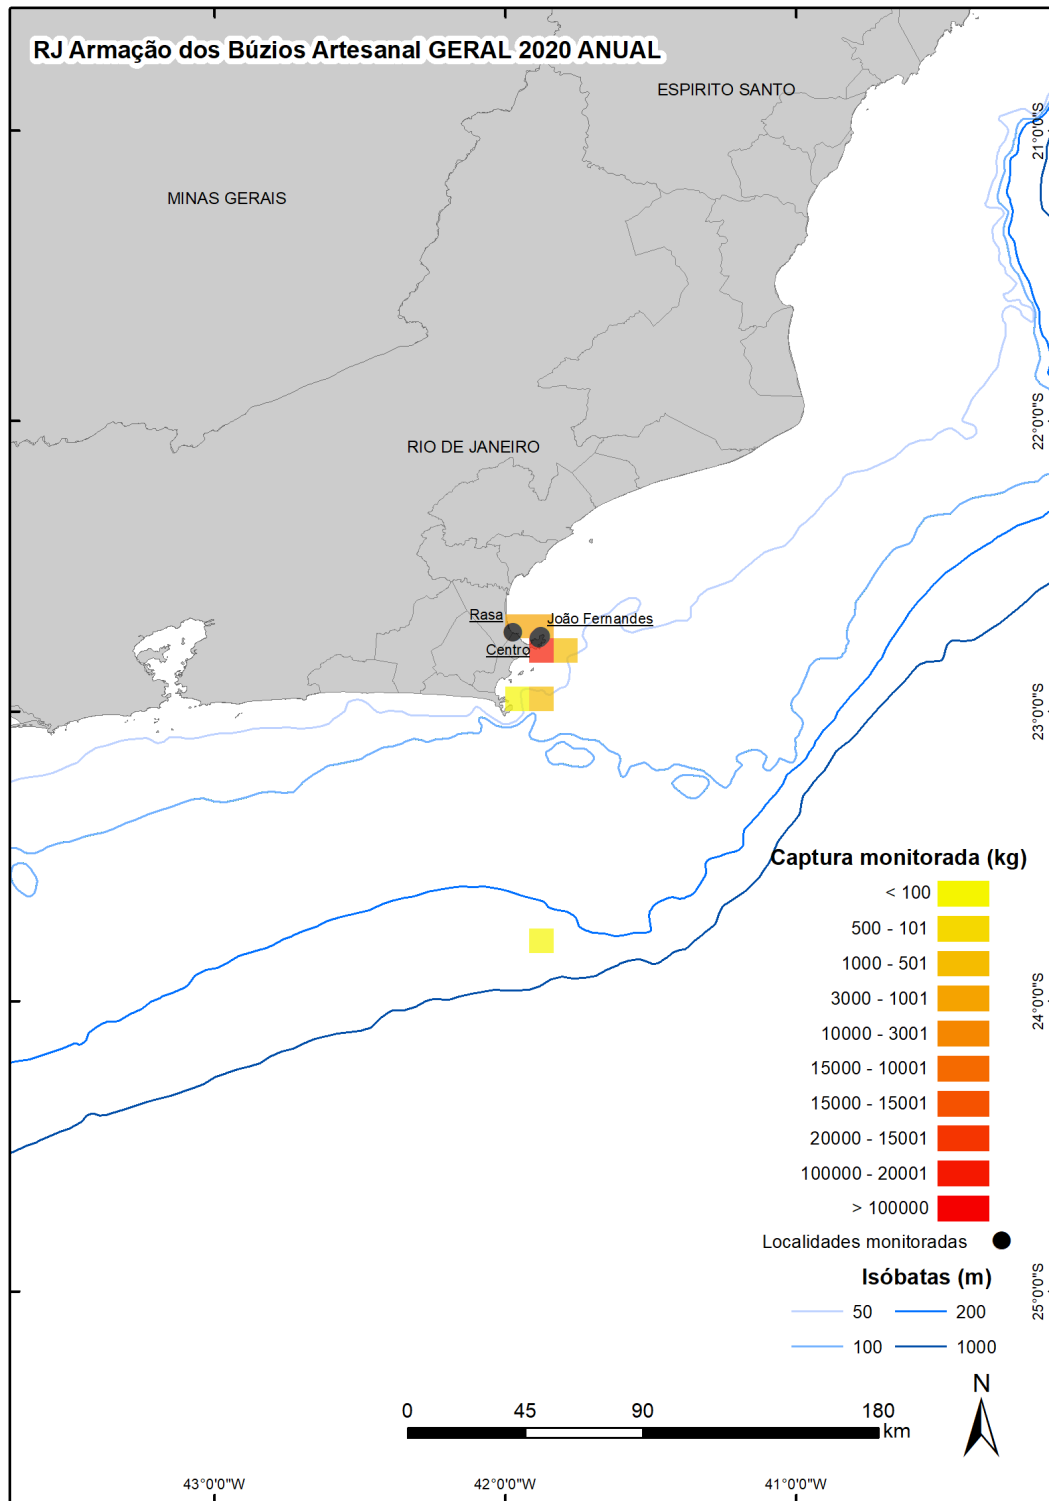 RJ Armação dos Búzios Artesanal GERAL 2020 ANUAL
ESPIRITO SANTO
21°0'0"S
MINAS GERAIS
22°0'0"S
RIO DE JANEIRO
Rasa
João Fernandes
Centro
23°0'0"S
Captura monitorada (kg)
< 100
500 - 101
1000 - 501
3000 - 1001
24°0'0"S
10000 - 3001
15000 - 10001
15000 - 15001
20000 - 15001
100000 - 20001
> 100000
Localidades monitoradas
Isóbatas (m)
25°0'0"S
50 200
100 1000
N
0 45 90 180
km
43°0'0"W 42°0'0"W 41°0'0"W